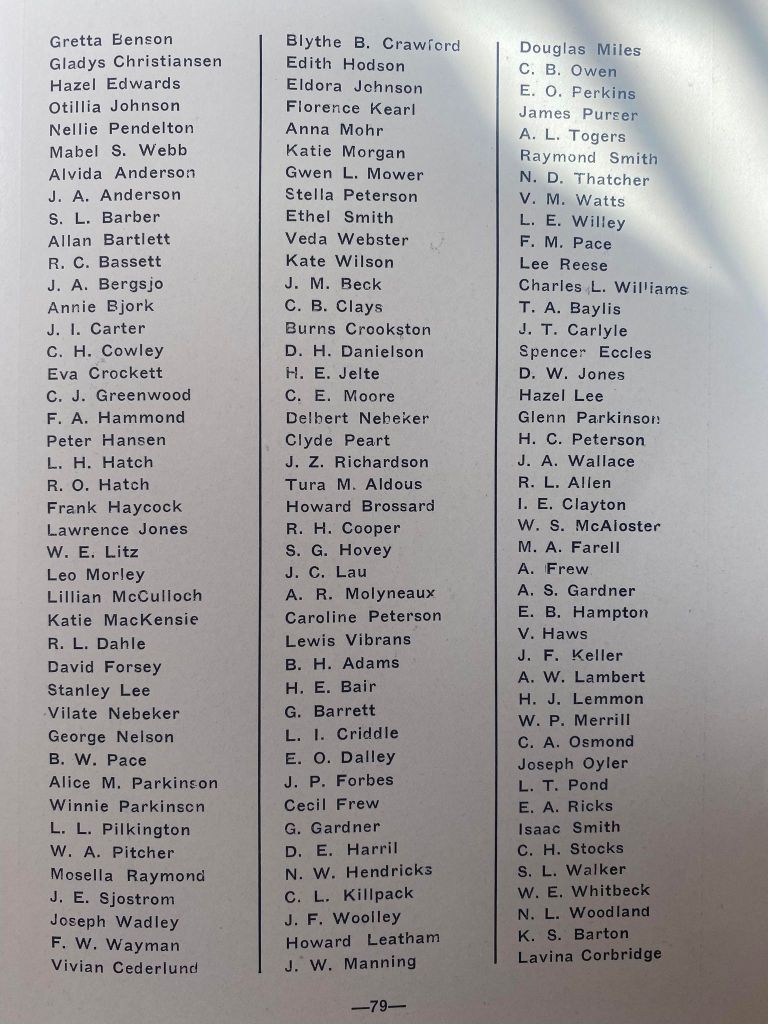 Gretta Benson
Gladys Christiansen
Hazel Edwards
Otillia Johnson
Nellie Pendelton
Mabel S. Webb
Alvida Anderson
J. A. Anderson
S. L. Barber
Allan Bartlett
R. C. Bassett
J. A. Bergsjo
Annie Bjork
J. I. Carter
C. H. Cowley
Eva Crockett
C. J. Greenwood
F. A. Hammond
Peter Hansen
L. H. Hatch
R. O. Hatch
Frank Haycock
Lawrence Jones
W. E. Litz
Leo Morley
Lillian McCulloch
Katie MacKensie
R. L. Dahle
David Forsey
Stanley Lee
Vilate Nebeker
George Nelson
B. W. Pace
Alice M. Parkinson
Winnie Parkinson
L. L. Pilkington
W. A. Pitcher
Mosella Raymond
J. E. Sjostrom
Joseph Wadley
F. W. Wayman
Vivian Cederlund
Blythe B. Crawford
Edith Hodson
Eldora Johnson
Florence Kearl
Anna Mohr
Katie Morgan
Gwen L. Mower
Stella Peterson
Ethel Smith
Veda Webster
Kate Wilson
J. M. Beck
C. B. Clays
Burns Crookston
D. H. Danielson
H. E. Jelte
C. E. Moore
Delbert Nebeker
Clyde Peart
J. Z. Richardson
Tura M. Aldous
Howard Brossard
R. H. Cooper
S. G. Hovey
J. C. Lau
A. R. Molyneaux
Caroline Peterson
Lewis Vibrans
B. H. Adams
H. E. Bair
G. Barrett
L. I. Criddle
E. O. Dalley
J. P. Forbes
Cecil Frew
G. Gardner
D. E. Harril
N. W. Hendricks
C. L. Killpack
J. F. Woolley
Howard Leatham
J. W. Manning
Douglas Miles
C. B. Owen
E. O. Perkins
James Purser
A. L. Togers
Raymond Smith
N. D. Thatcher
V. M. Watts
L. E. Willey
F. M. Pace
Lee Reese
Charles L. Williams
T. A. Baylis
J. T. Carlyle
Spencer Eccles
D. W. Jones
Hazel Lee
Glenn Parkinson
H. C. Peterson
J. A. Wallace
R. L. Allen
I. E. Clayton
W. S. McAloster
M. A. Farell
A. Frew
A. S. Gardner
E. B. Hampton
V. Haws
J. F. Keller
A. W. Lambert
H. J. Lemmon
W. P. Merrill
C. A. Osmond
Joseph Oyler
L. T. Pond
E. A. Ricks
Isaac Smith
C. H. Stocks
S. L. Walker
W. E. Whitbeck
N. L. Woodland
K. S. Barton
Lavina Corbridge
—79—